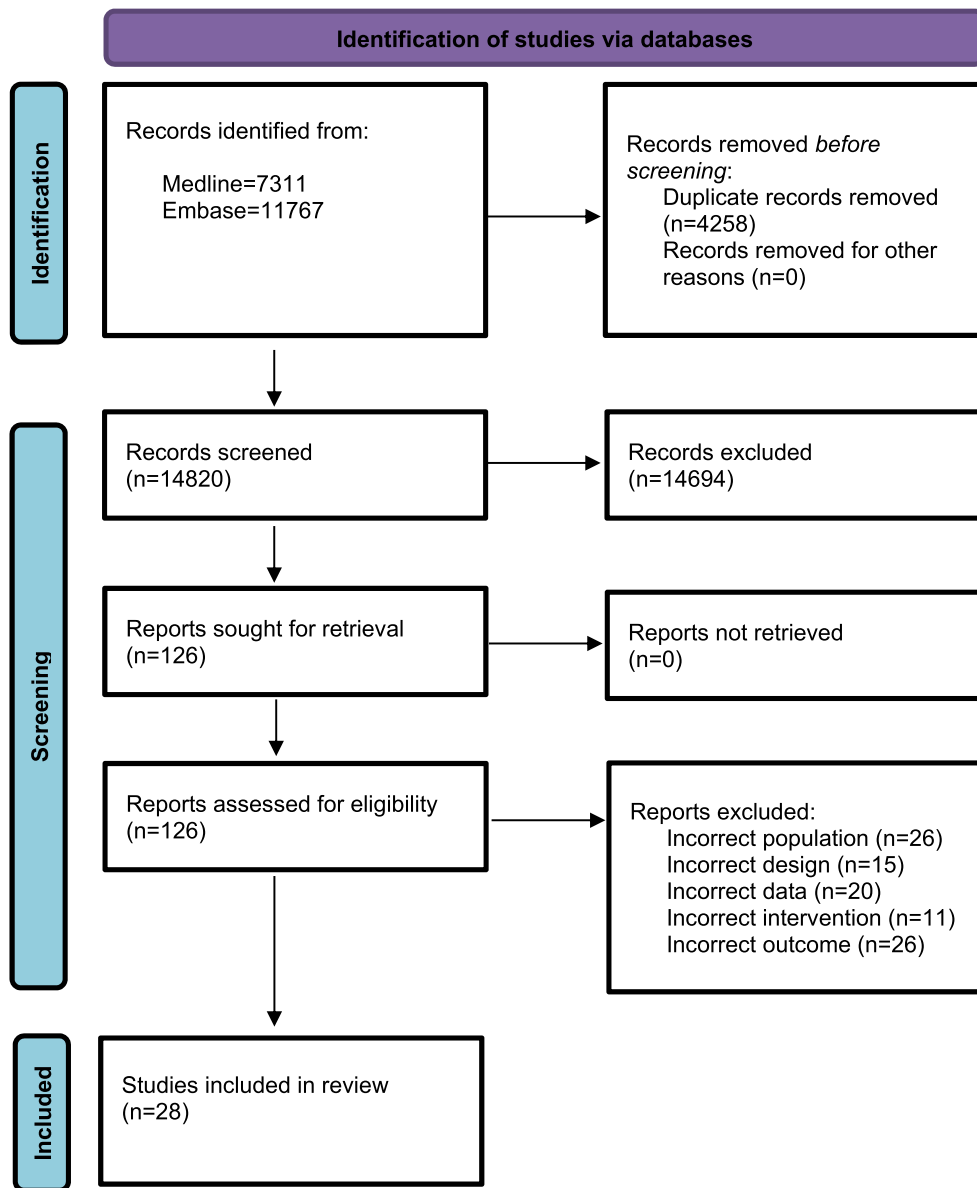 Identification of studies via databases
Identification
Records identified from:
Medline=7311
Embase=11767
Records removed before
screening:
Duplicate records removed
(n=4258)
Records removed for other
reasons (n=0)
Screening
Records screened
(n=14820)
Records excluded
(n=14694)
Reports sought for retrieval
(n=126)
Reports not retrieved
(n=0)
Reports assessed for eligibility
(n=126)
Reports excluded:
Incorrect population (n=26)
Incorrect design (n=15)
Incorrect data (n=20)
Incorrect intervention (n=11)
Incorrect outcome (n=26)
Included
Studies included in review
(n=28)